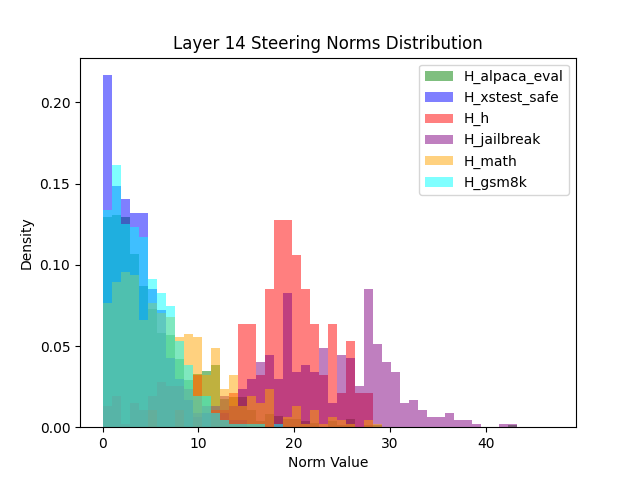 Layer 14 Steering Norms Distribution
H_alpaca_eval
H_xstest_safe
H_h
H_jailbreak
H_math
H_gsm8k
0.20
0.15
0.10
0.05
0.00
Density
0
10
20
30
40
Norm Value